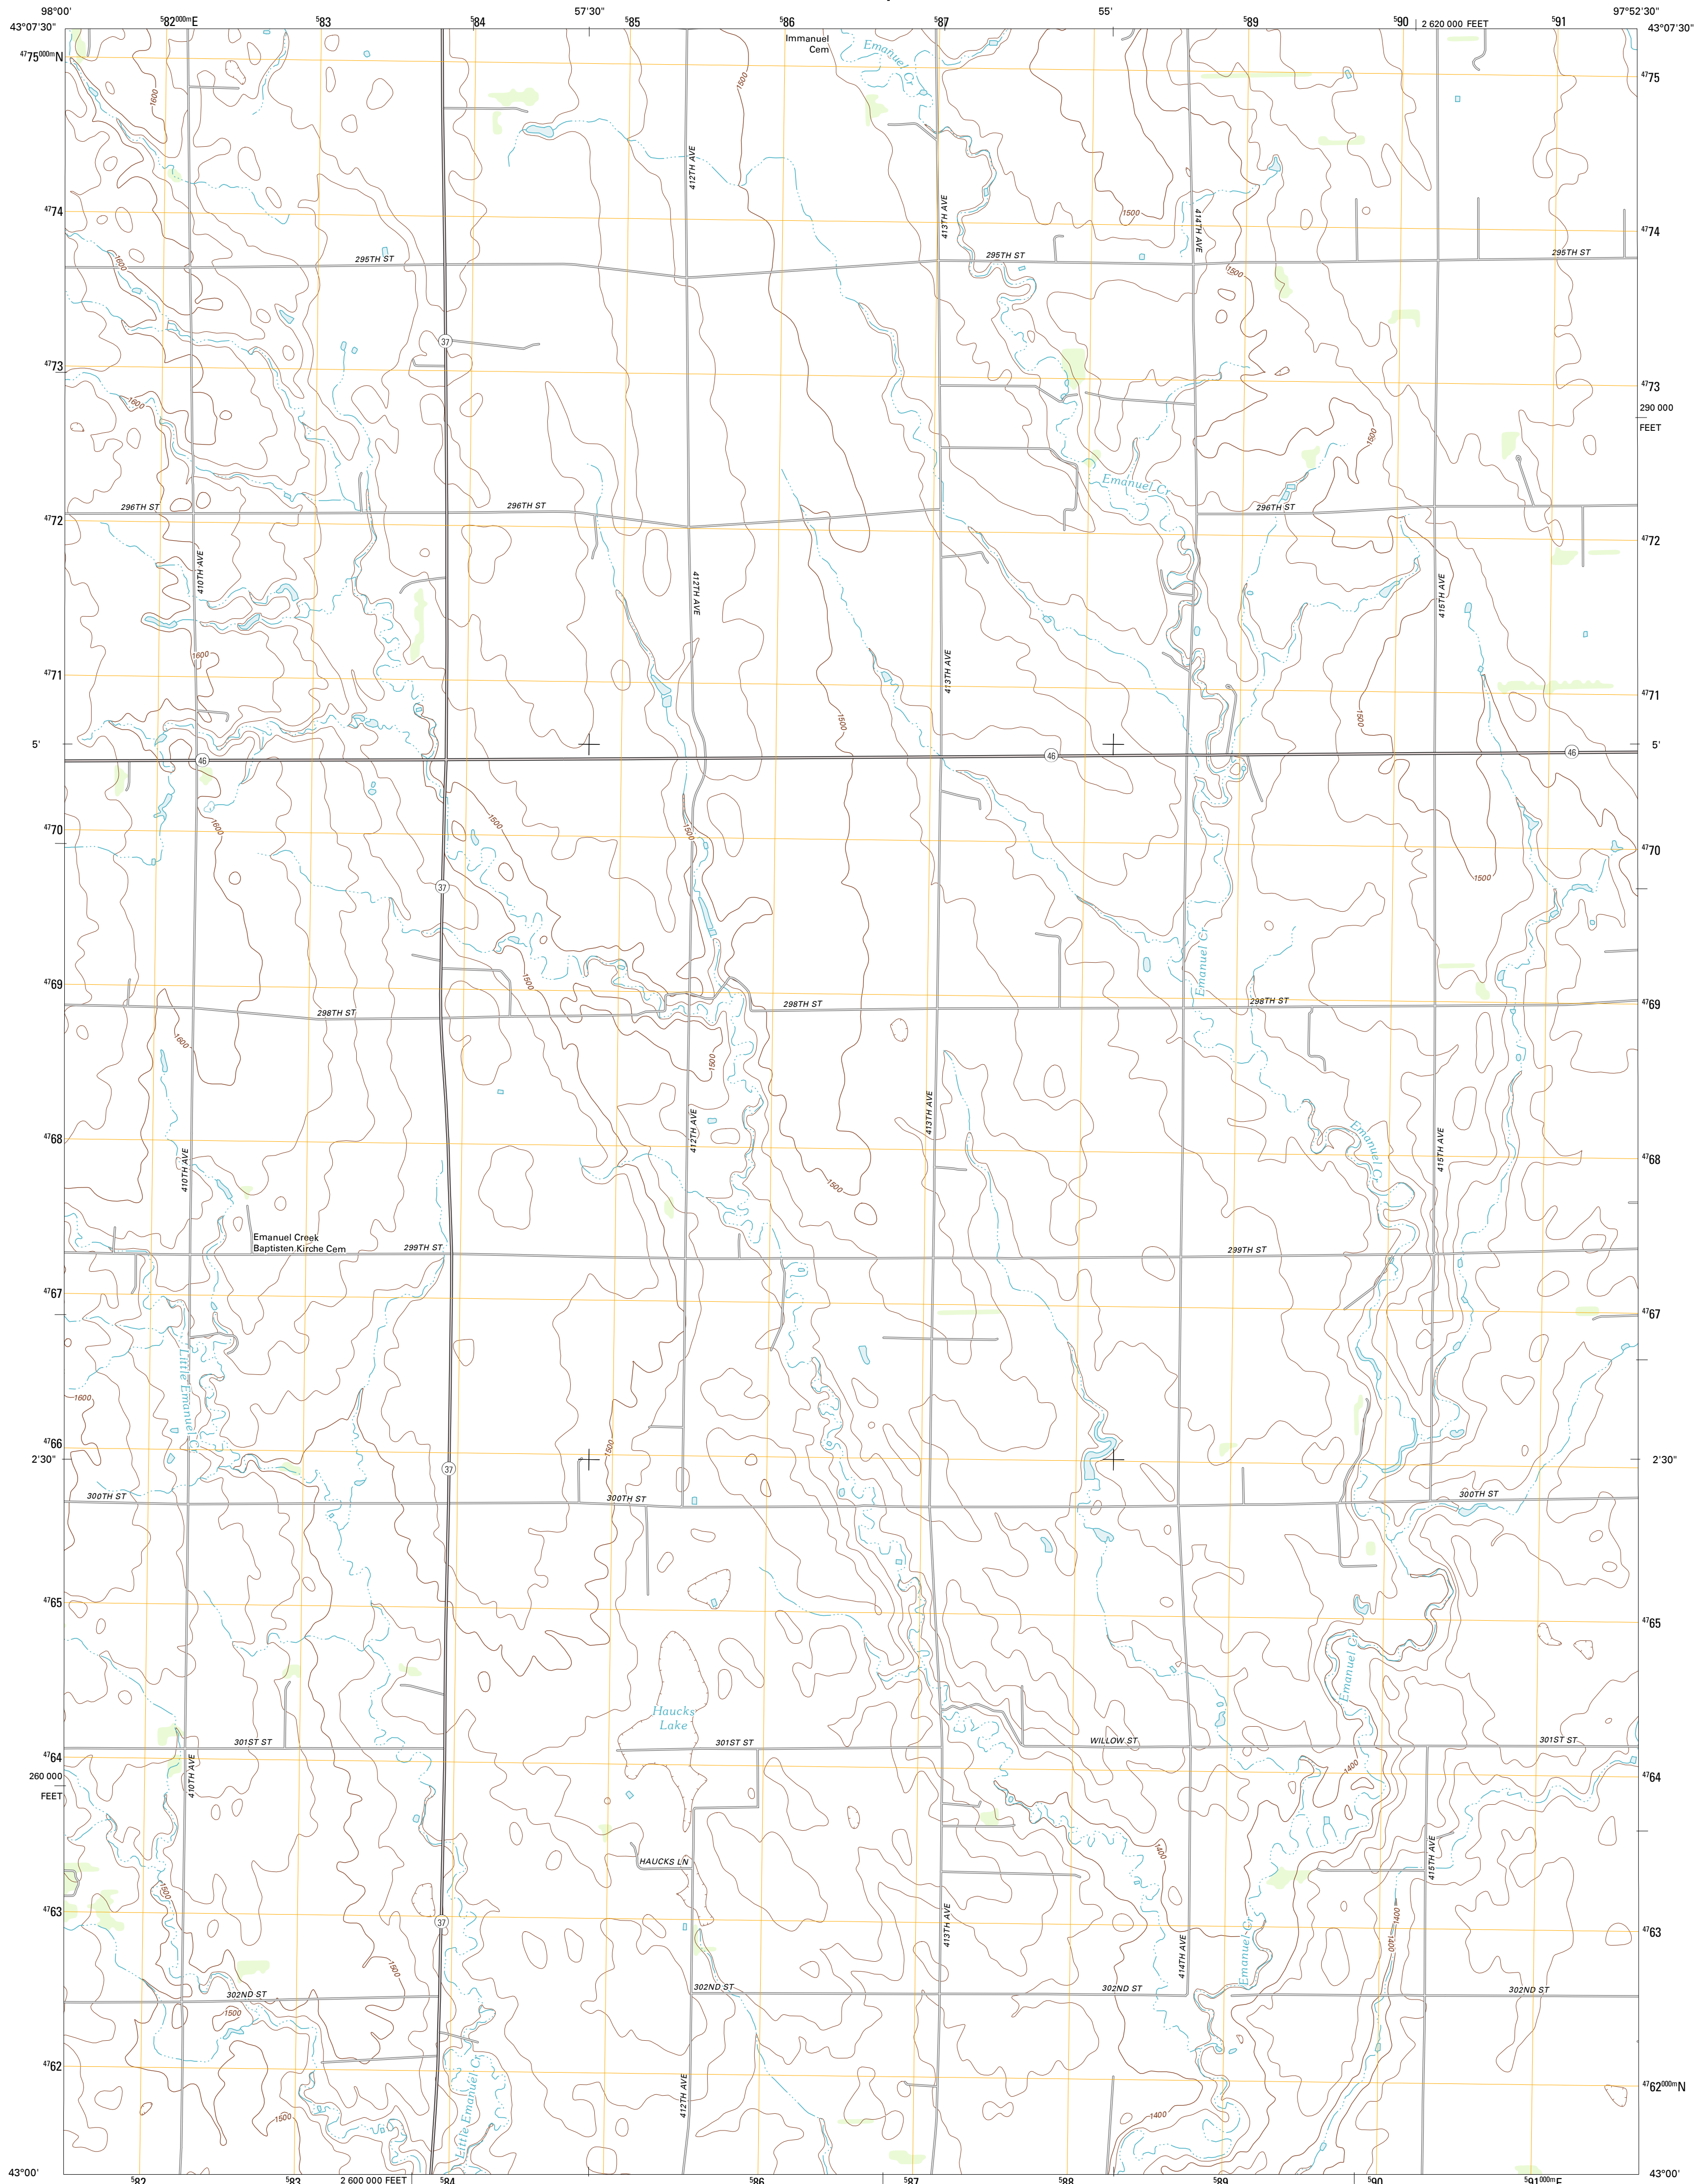 98°00'
⁵82⁰⁰⁰ᵐE
⁵83
⁵84
57'30"
⁵85
⁵86
⁵87
55'
⁵89
⁵90
2 620 000 FEET
⁵91
97°52'30"
43°07'30"
43°07'30"
Immanuel
Cem
Emanuel Cr
⁴⁷75⁰⁰⁰ᵐN
⁴⁷75
1600
1500
412TH AVE
413TH AVE
414TH AVE
1500
⁴⁷74
⁴⁷74
295TH ST
295TH ST
295TH ST
1600
1500
37
⁴⁷73
⁴⁷73
290 000
FEET
1600
1500
Emanuel Cr
296TH ST
296TH ST
296TH ST
⁴⁷72
⁴⁷72
410TH AVE
412TH AVE
415TH AVE
1600
413TH AVE
⁴⁷71
⁴⁷71
1500
1500
5'
5'
46
46
46
1600
1500
1500
⁴⁷70
⁴⁷70
37
1500
Emanuel Cr
1500
⁴⁷69
⁴⁷69
298TH ST
298TH ST
298TH ST
1600
1500
412TH AVE
413TH AVE
Emanuel Cr
415TH AVE
⁴⁷68
⁴⁷68
410TH AVE
1500
Emanuel Creek
Baptisten Kirche Cem
299TH ST
299TH ST
⁴⁷67
⁴⁷67
Little Emanuel Cr
1600
1500
⁴⁷66
2'30"
2'30"
37
300TH ST
300TH ST
300TH ST
⁴⁷65
⁴⁷65
Emanuel Cr
Haucks
Lake
301ST ST
301ST ST
WILLOW ST
301ST ST
⁴⁷64
⁴⁷64
260 000
FEET
410TH AVE
1400
1400
415TH AVE
HAUCKS LN
1500
⁴⁷63
⁴⁷63
37
413TH AVE
414TH AVE
Emanuel Cr
1400
1400
1500
302ND ST
302ND ST
302ND ST
302ND ST
1500
⁴⁷62
⁴⁷62⁰⁰⁰ᵐN
Little Emanuel Cr
412TH AVE
1500
1400
43°00'
43°00'
⁵82
⁵83
2 600 000 FEET
⁵84
⁵86
⁵87
⁵88
⁵89
⁵90
⁵91⁰⁰⁰ᵐE